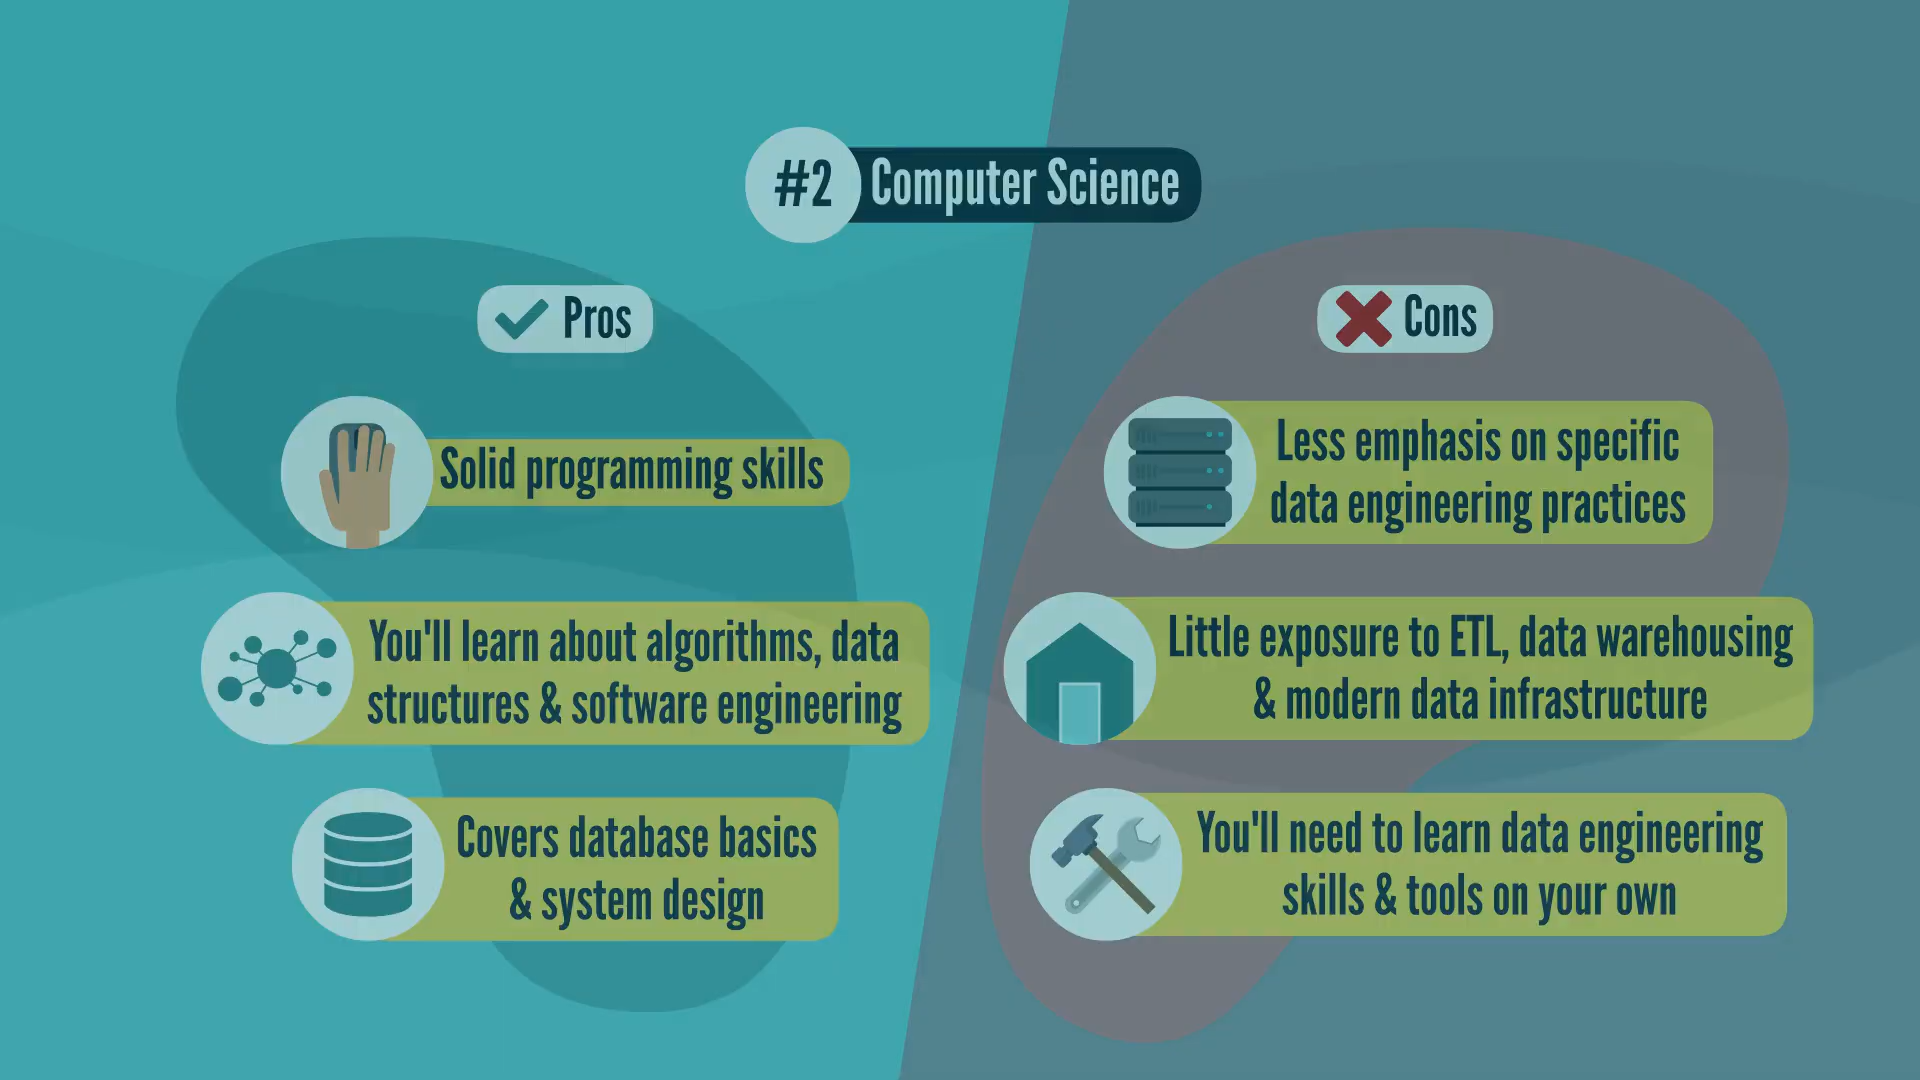 #2 Computer Science
Pros
Solid programming skills
You'll learn about algorithms, data
structures & software engineering
Covers database basics
& system design
Cons
Less emphasis on specific
data engineering practices
Little exposure to ETL, data warehousing
& modern data infrastructure
You'll need to learn data engineering
skills & tools on your own